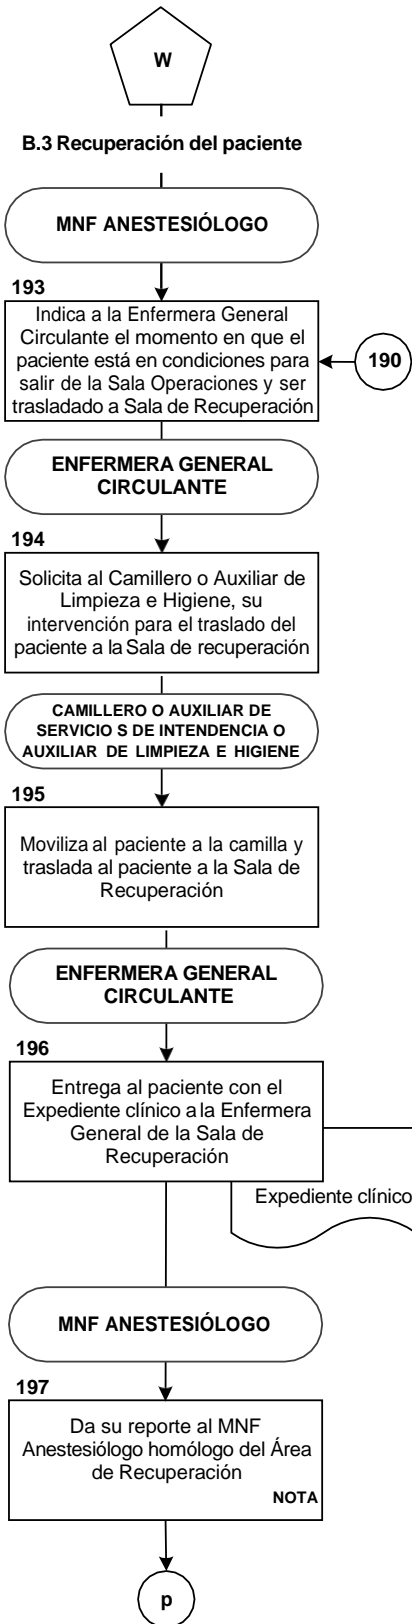 W
B.3 Recuperación del paciente
MNF ANESTESIÓLOGO
193
Indica a la Enfermera General
Circulante el momento en que el
paciente está en condiciones para
salir de la Sala Operaciones y ser
trasladado a Sala de Recuperación
190
ENFERMERA GENERAL
CIRCULANTE
194
Solicita al Camillero o Auxiliar de
Limpieza e Higiene, su
intervención para el traslado del
paciente a la Sala de recuperación
CAMILLERO O AUXILIAR DE
SERVICIO S DE INTENDENCIA O
AUXILIAR DE LIMPIEZA E HIGIENE
195
Moviliza al paciente a la camilla y
traslada al paciente a la Sala de
Recuperación
ENFERMERA GENERAL
CIRCULANTE
196
Entrega al paciente con el
Expediente clínico a la Enfermera
General de la Sala de
Recuperación
Expediente clínico
MNF ANESTESIÓLOGO
197
Da su reporte al MNF
Anestesiólogo homólogo del Área
de Recuperación
NOTA
p